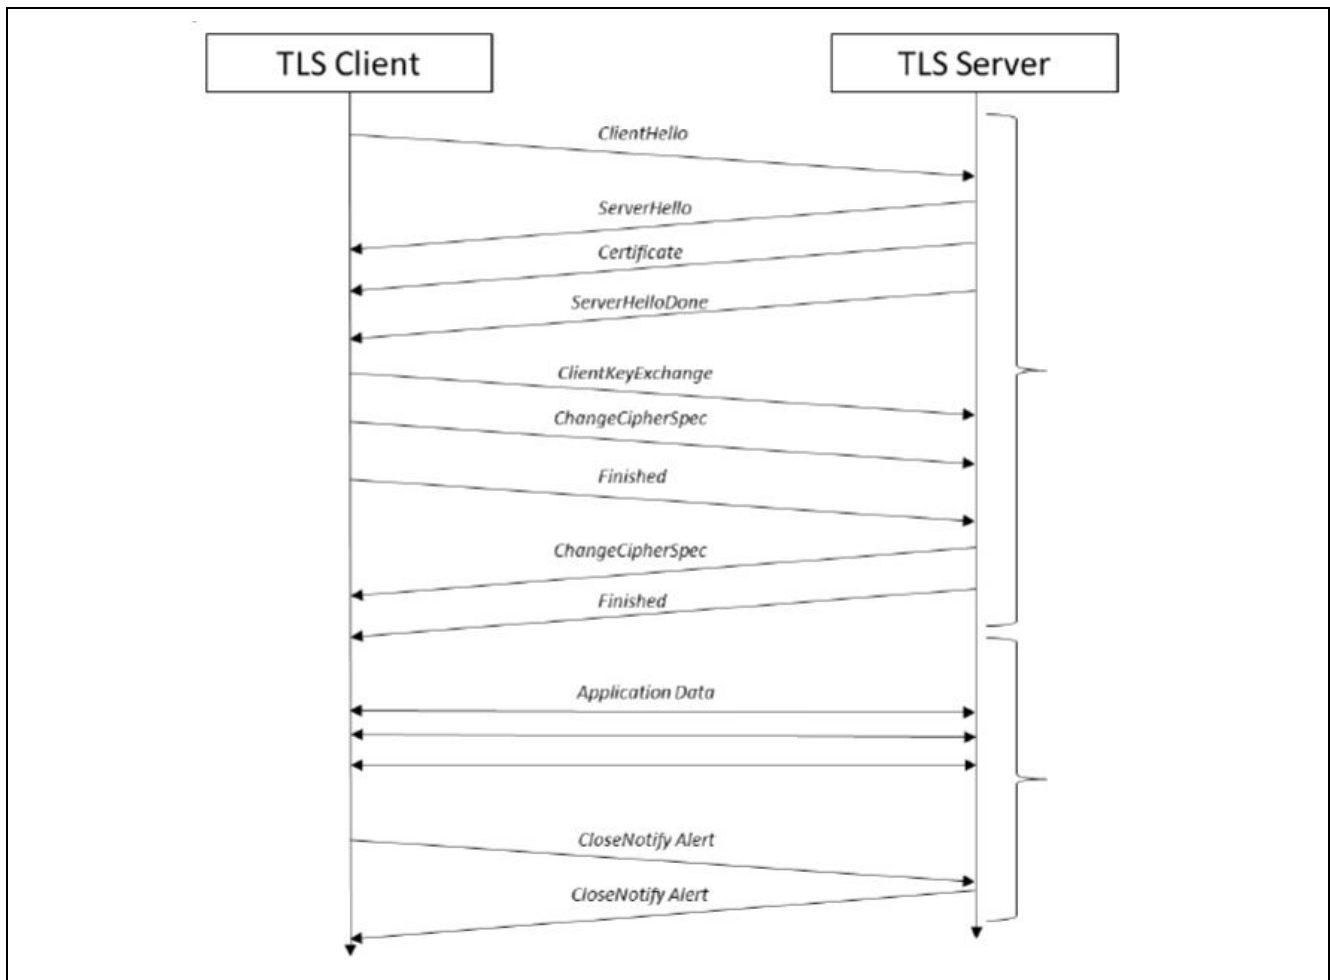 TLS Client
TLS Server
ClientHello
ServerHello
Certificate
ServerHelloDone
ClientKeyExchange
ChangeCipherSpec
Finished
ChangeCipherSpec
Finished
Application Data
CloseNotify Alert
CloseNotify Alert